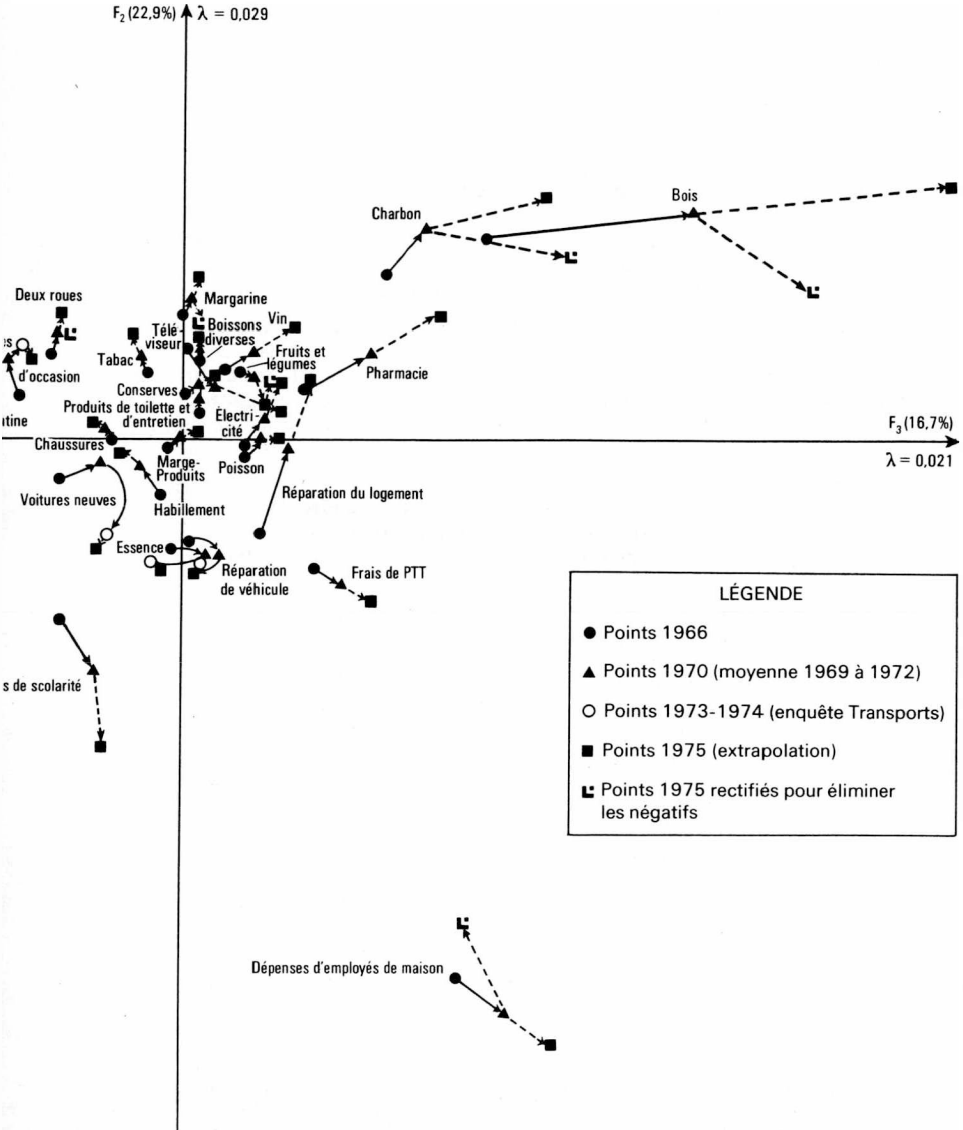 F₂ (22,9%) λ = 0,029
Bois
Charbon
Deux roues
Margarine
Télé
viseur
Boissons
diverses
Vin
Tabac
Fruits et
légumes
Pharmacie
d'occasion
Conserves
Produits de toilette et
d'entretien
Électri-
cité
F₃ (16,7%)
λ = 0,021
Chaussures
Marge-
Produits
Poisson
Voitures neuves
Habillement
Réparation du logement
Essence
Réparation
de véhicule
Frais de PTT
s de scolarité
LÉGENDE
Points 1966
Points 1970 (moyenne 1969 à 1972)
Points 1973-1974 (enquête Transports)
Points 1975 (extrapolation)
Points 1975 rectifiés pour éliminer
les négatifs
Dépenses d'employés de maison